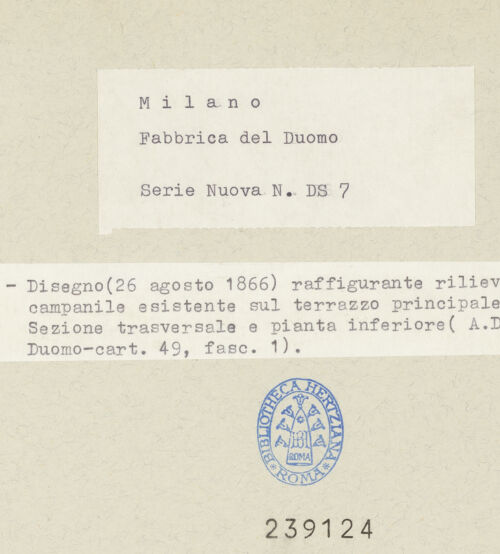 M i l a n o
Fabbrica del Duomo
Serie Nuova N. DS 7
- Disegno(26 agosto 1866) raffigurante riliev
campanile esistente sul terrazzo principale
Sezione trasversale e pianta inferiore( A.D
Duomo-cart. 49, fasc. 1).
BIBLIOTHECA HERTZIANA
ROMA
* ROMA *
239124